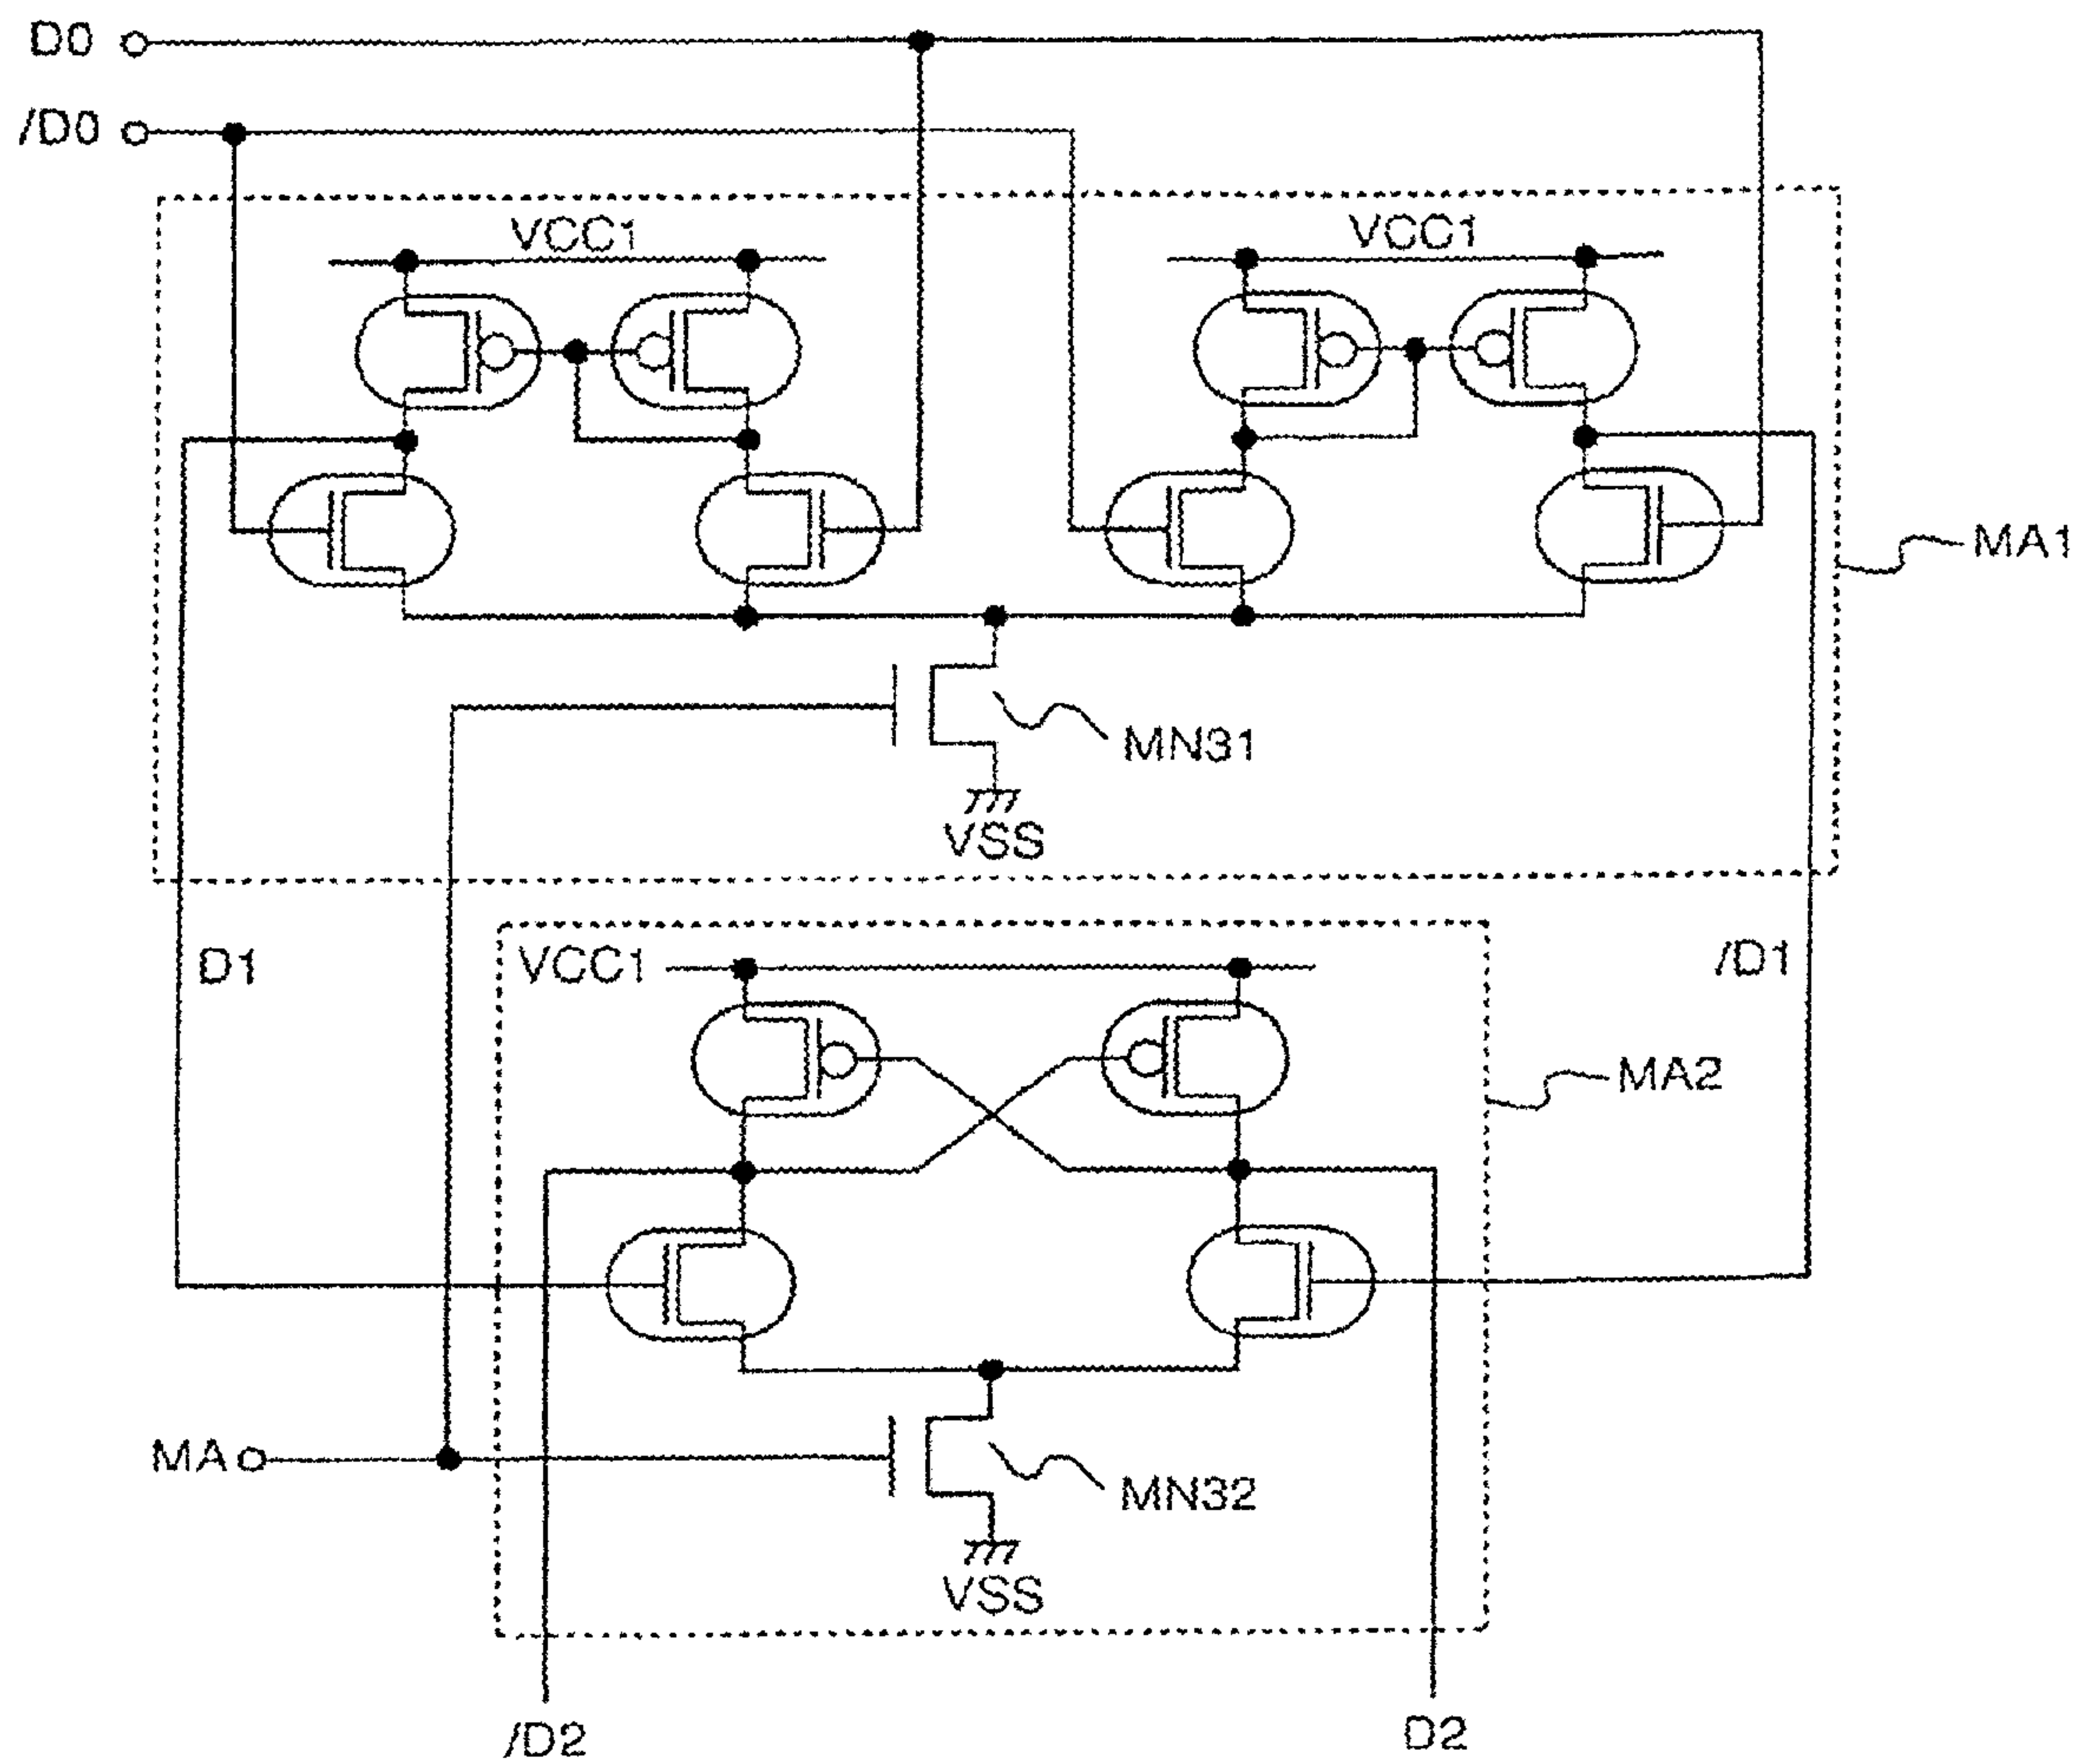 D0
/D0
VCC1
VCC1
MA1
MN31
VSS
D1
VCC1
/D1
MA2
MA
MN32
VSS
/D2
D2